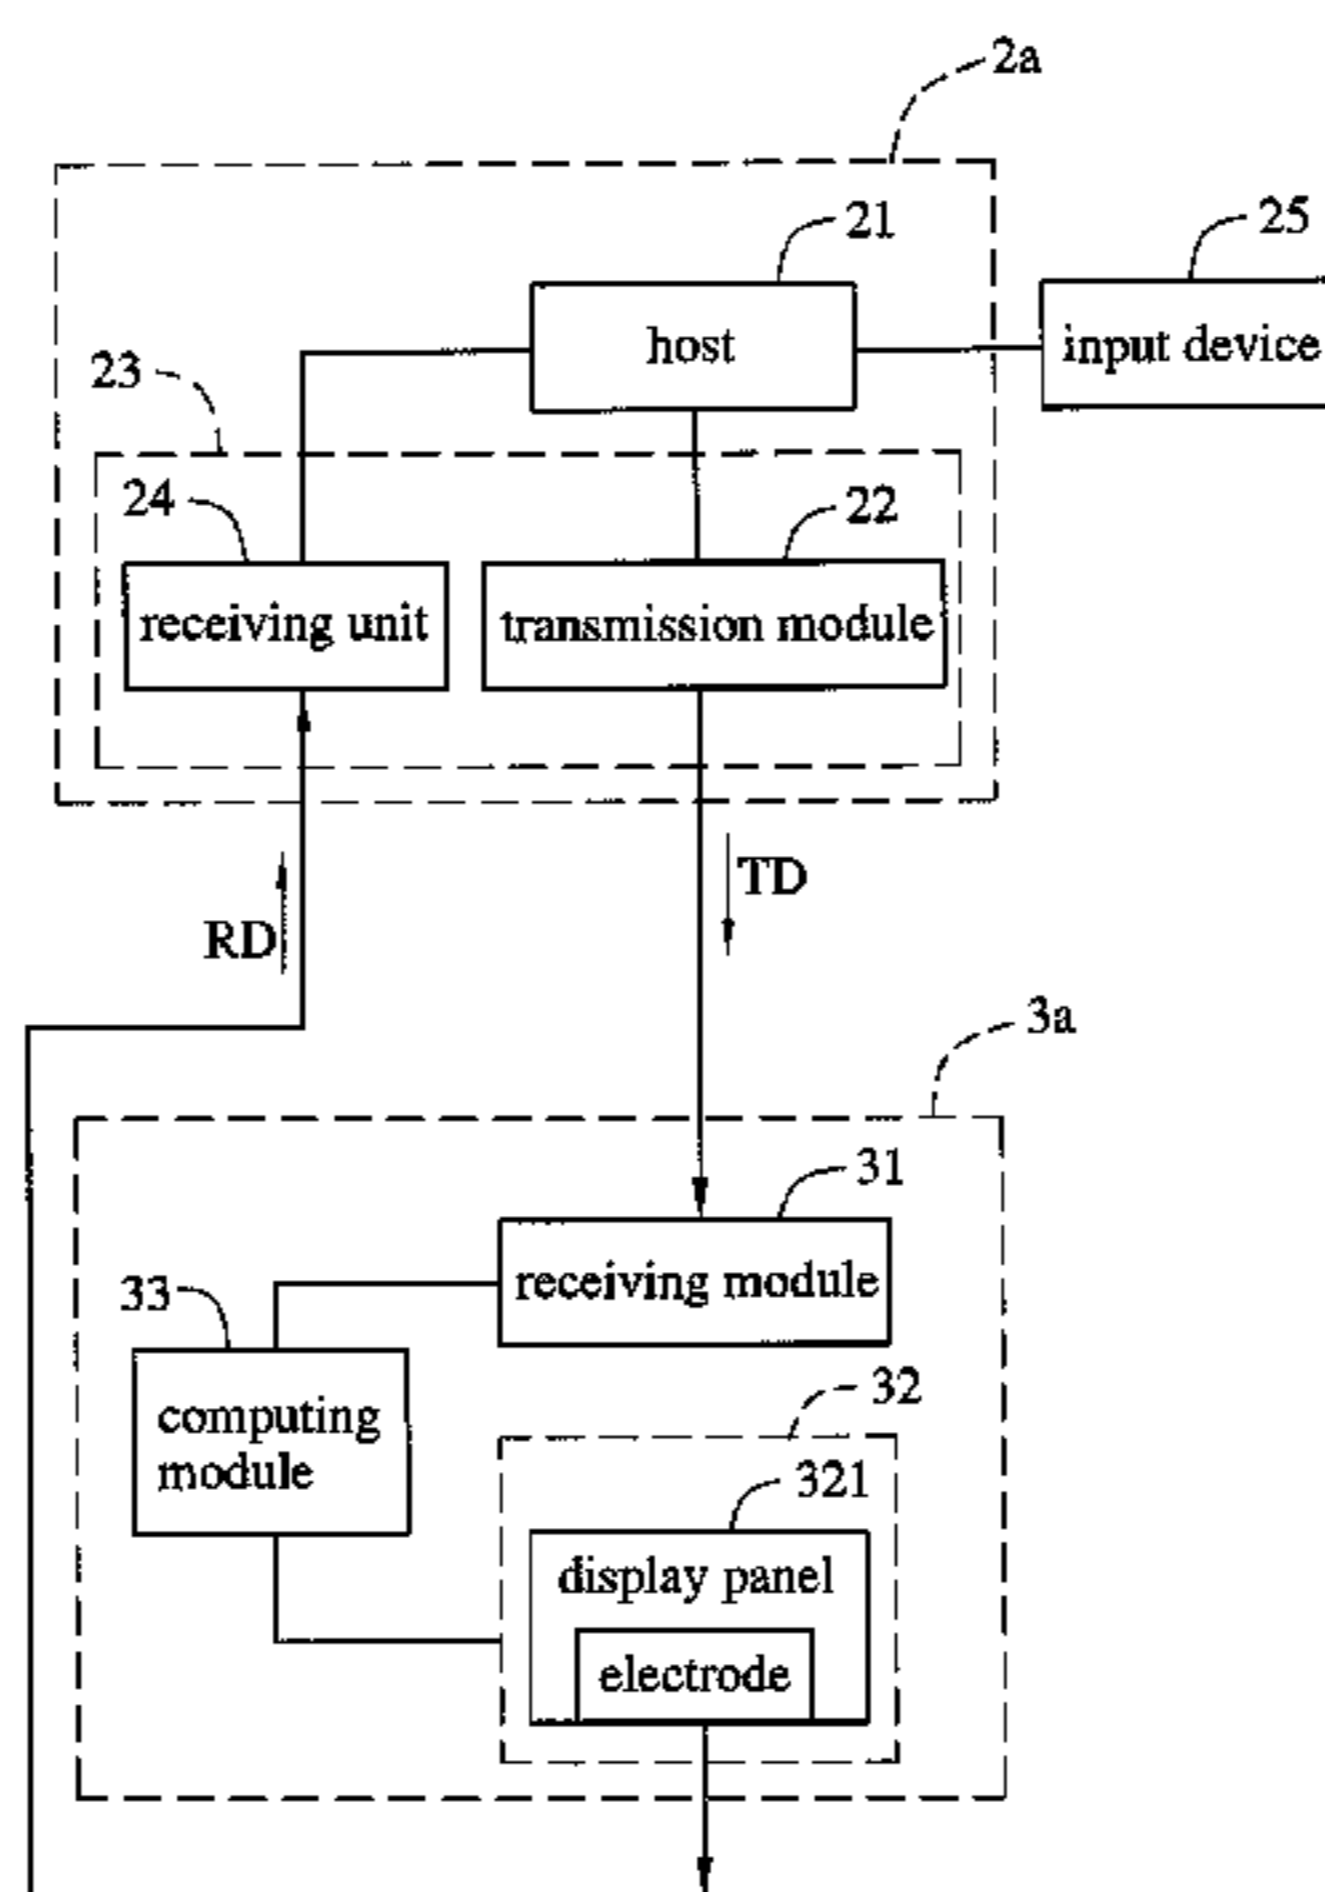 2a
21
25
host
input device
23
24
22
receiving unit
transmission module
TD
RD
3a
31
receiving module
33
computing
module
32
321
display panel
electrode